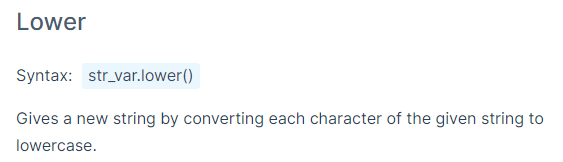 Lower
Syntax: str_var.lower()
Gives a new string by converting each character of the given string to
lowercase.